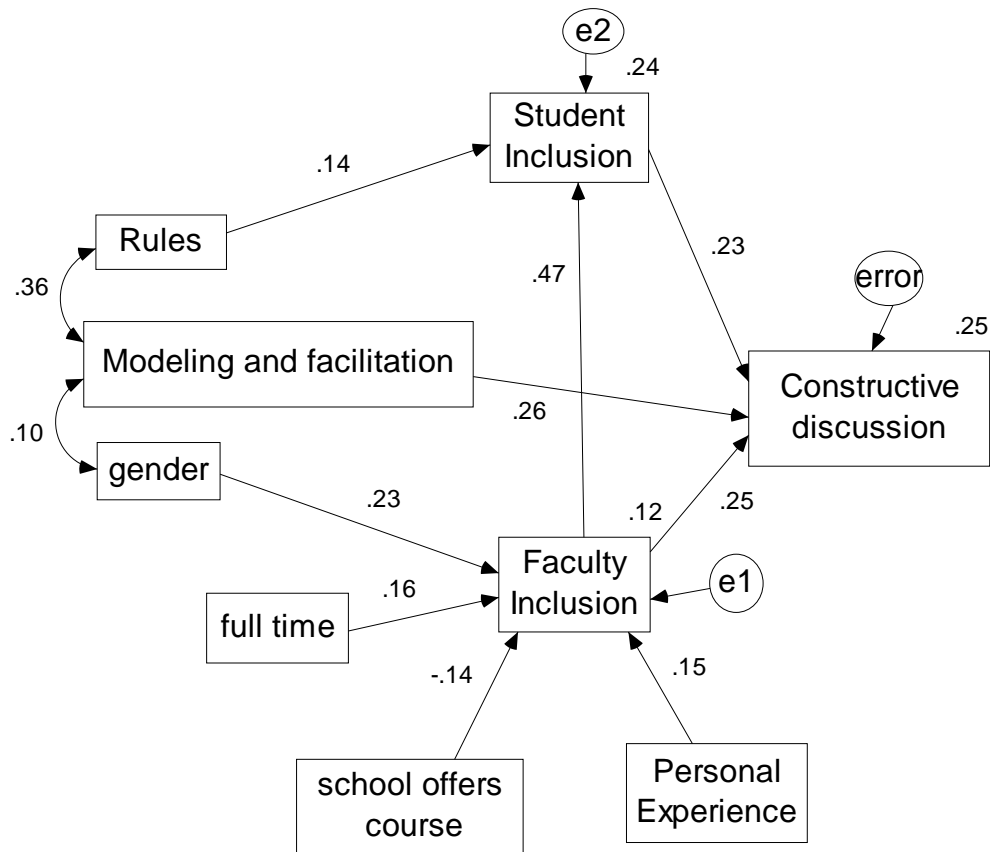 e2
.24
Student
Inclusion
.14
Rules
.23
.47
.36
error
.25
Modeling and facilitation
Constructive
discussion
.26
.10
gender
.23
.12
.25
Faculty
Inclusion
e1
.16
full time
-.14
.15
school offers
course
Personal
Experience